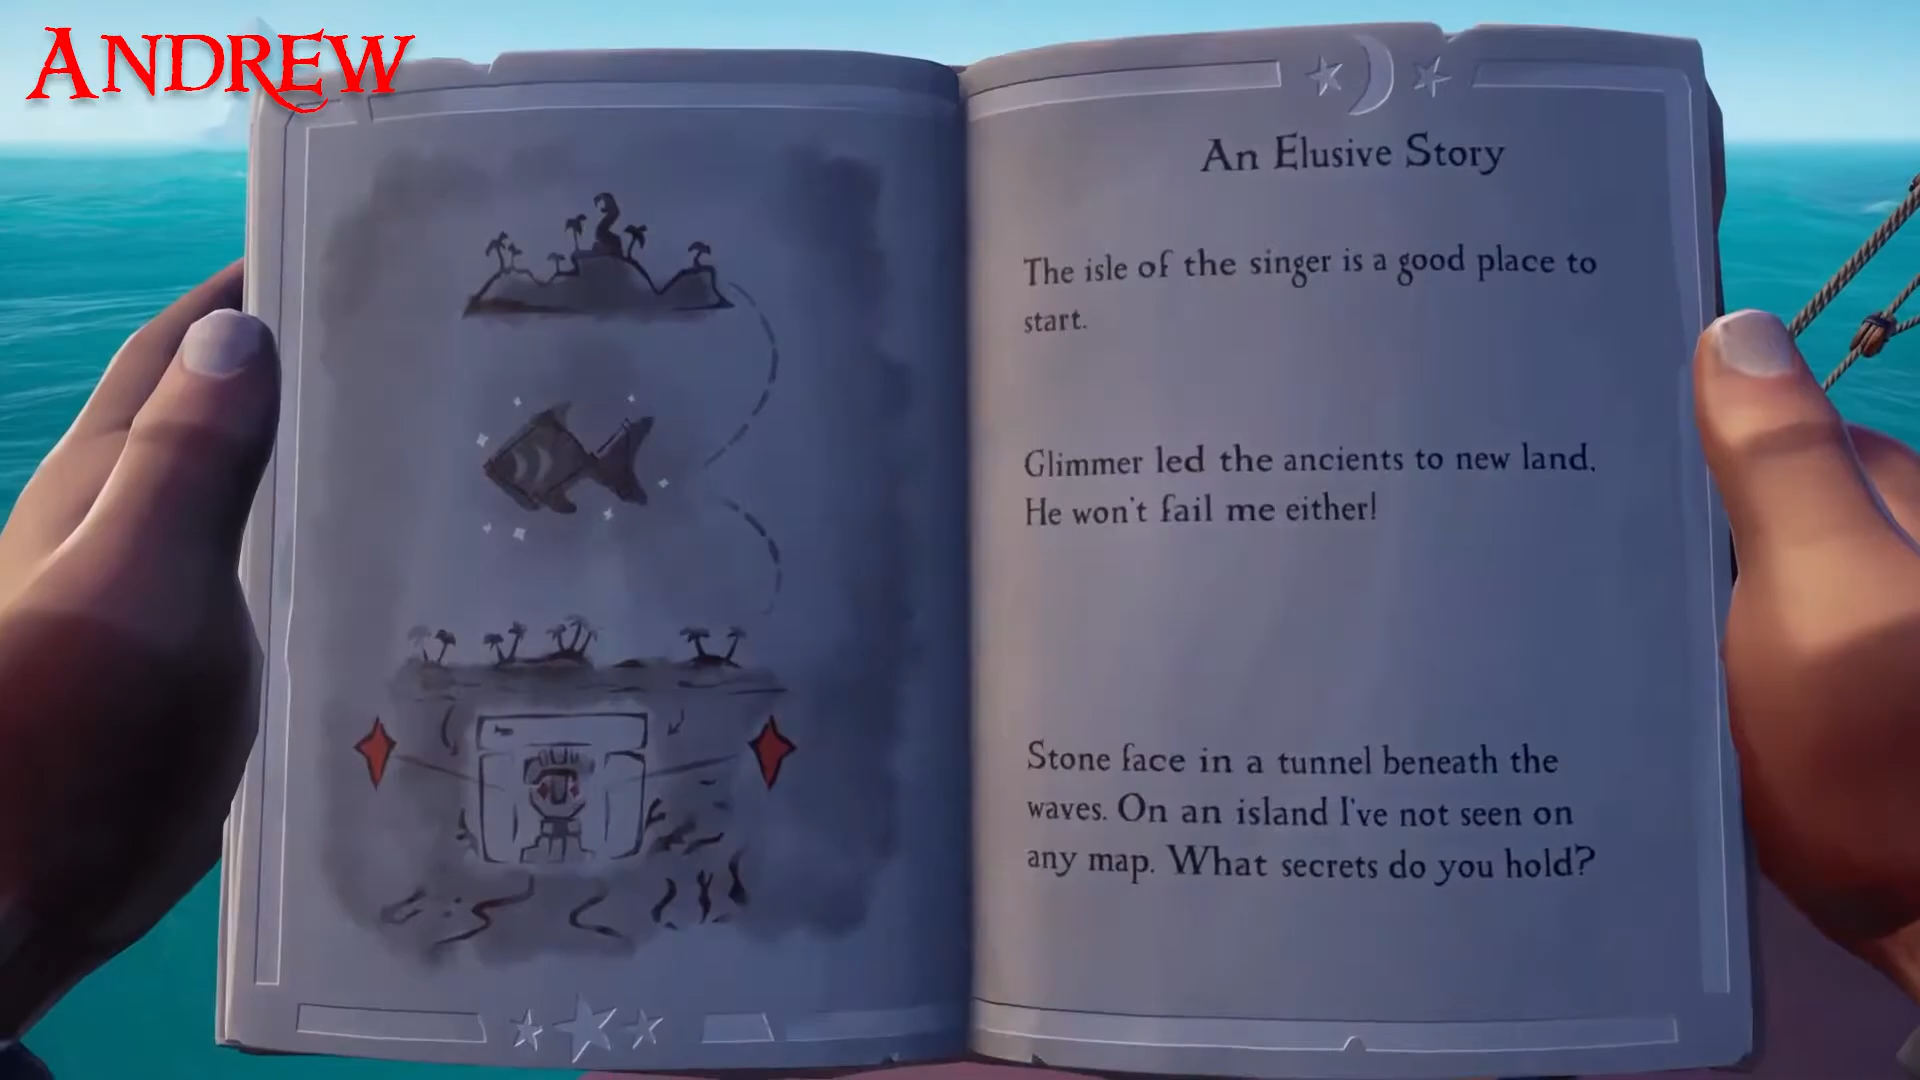 ANDREW
An Elusive Story
The isle of the singer is a good place to
start.
Glimmer led the ancients to new land.
He won't fail me either!
Stone face in a tunnel beneath the
waves. On an island I've not seen on
any map. What secrets do you hold?